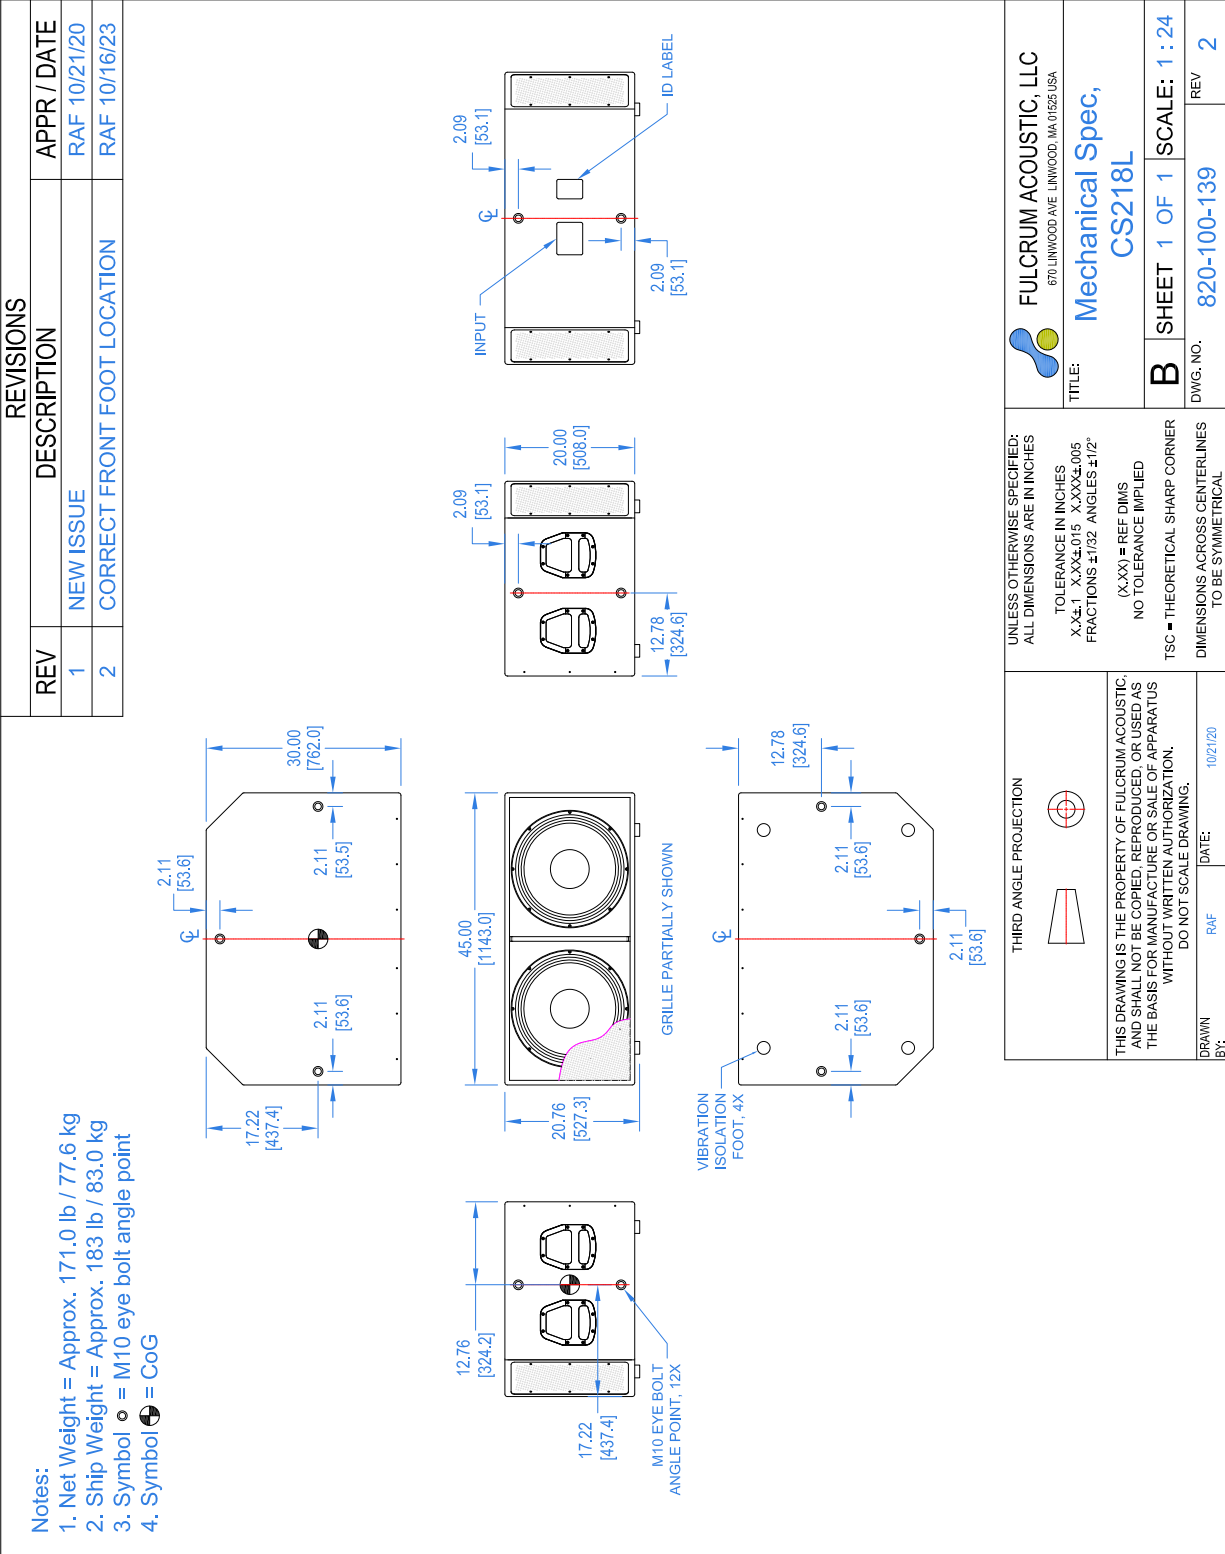 REVISIONS
REV DESCRIPTION APPR / DATE
1 NEW ISSUE RAF 10/21/20
2 CORRECT FRONT FOOT LOCATION RAF 10/16/23
Notes:
1. Net Weight = Approx. 171.0 lb / 77.6 kg
2. Ship Weight = Approx. 183 lb / 83.0 kg
3. Symbol = M10 eye bolt angle point
4. Symbol = CoG
2.11
[53.6]
℄
30.00
[762.0]
17.22
[437.4]
2.11
[53.6]
2.11
[53.5]
12.76
[324.2]
17.22
[437.4]
M10 EYE BOLT
ANGLE POINT, 12X
45.00
[1143.0]
20.76
[527.3]
GRILLE PARTIALLY SHOWN
2.09
[53.1]
20.00
[508.0]
12.78
[324.6]
INPUT
℄
2.09
[53.1]
ID LABEL
2.09
[53.1]
VIBRATION
ISOLATION
FOOT, 4X
℄
12.78
[324.6]
2.11
[53.6]
2.11
[53.6]
2.11
[53.6]
THIRD ANGLE PROJECTION
THIS DRAWING IS THE PROPERTY OF FULCRUM ACOUSTIC,
AND SHALL NOT BE COPIED, REPRODUCED, OR USED AS
THE BASIS FOR MANUFACTURE OR SALE OF APPARATUS
WITHOUT WRITTEN AUTHORIZATION.
DO NOT SCALE DRAWING.
DRAWN
BY:
RAF
DATE:
10/21/20
UNLESS OTHERWISE SPECIFIED:
ALL DIMENSIONS ARE IN INCHES
TOLERANCE IN INCHES
X.X±.1 X.XX±.015 X.XXX±.005
FRACTIONS ±1/32 ANGLES ±1/2°
(X.XX) = REF DIMS
NO TOLERANCE IMPLIED
TSC = THEORETICAL SHARP CORNER
DIMENSIONS ACROSS CENTERLINES
TO BE SYMMETRICAL
FULCRUM ACOUSTIC, LLC
670 LINWOOD AVE LINWOOD, MA 01525 USA
TITLE:
Mechanical Spec,
CS218L
B SHEET 1 OF 1 SCALE: 1 : 24
DWG. NO.
820-100-139
REV
2